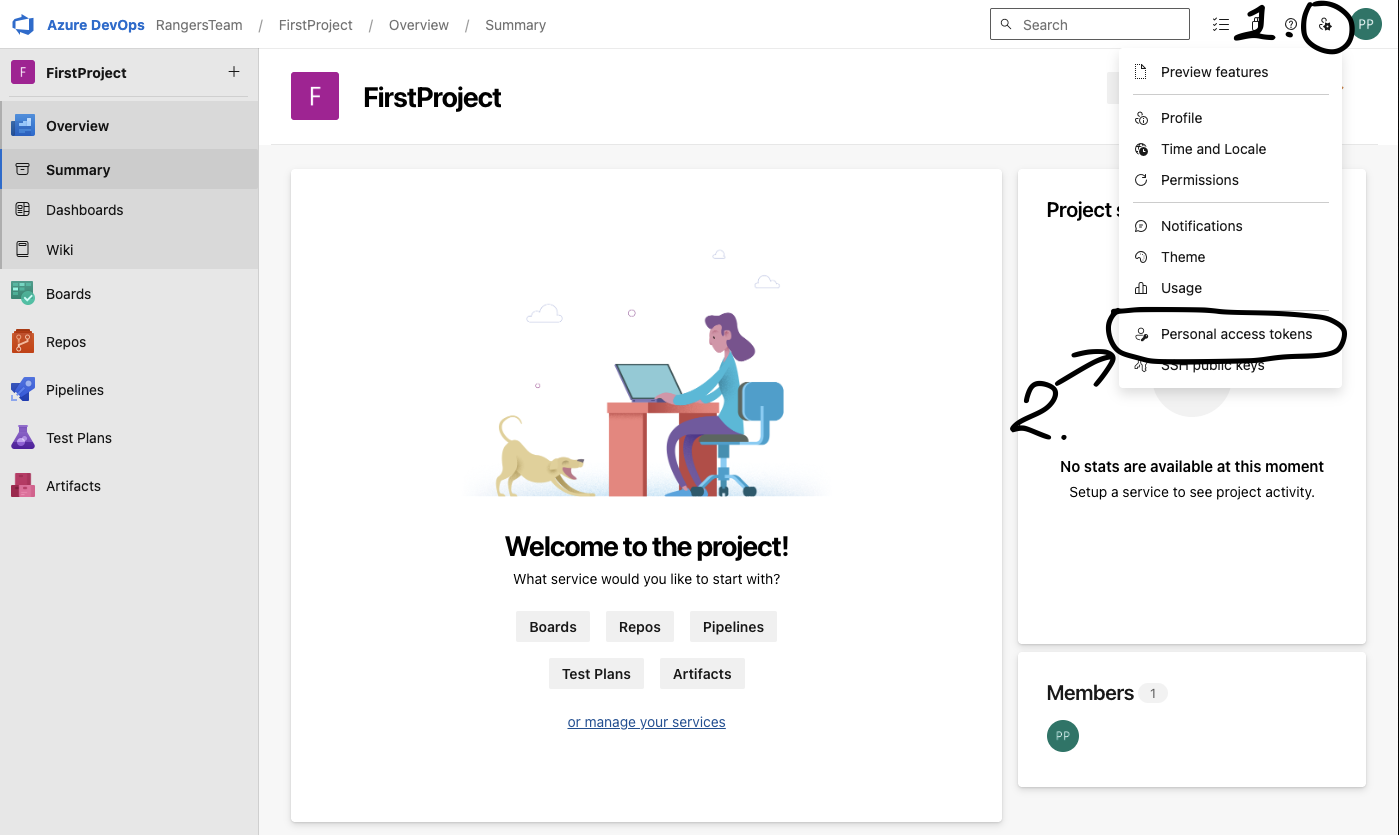 Azure DevOps RangersTeam / FirstProject / Overview / Summary
Search
1.
PP
F FirstProject +
Overview
Summary
Dashboards
Wiki
Boards
Repos
Pipelines
Test Plans
Artifacts
F FirstProject
Preview features
Profile
Time and Locale
Permissions
Notifications
Theme
Usage
Personal access tokens
SSH public keys
2.
Project s
No stats are available at this moment
Setup a service to see project activity.
Welcome to the project!
What service would you like to start with?
Boards Repos Pipelines
Test Plans Artifacts
or manage your services
Members 1
PP